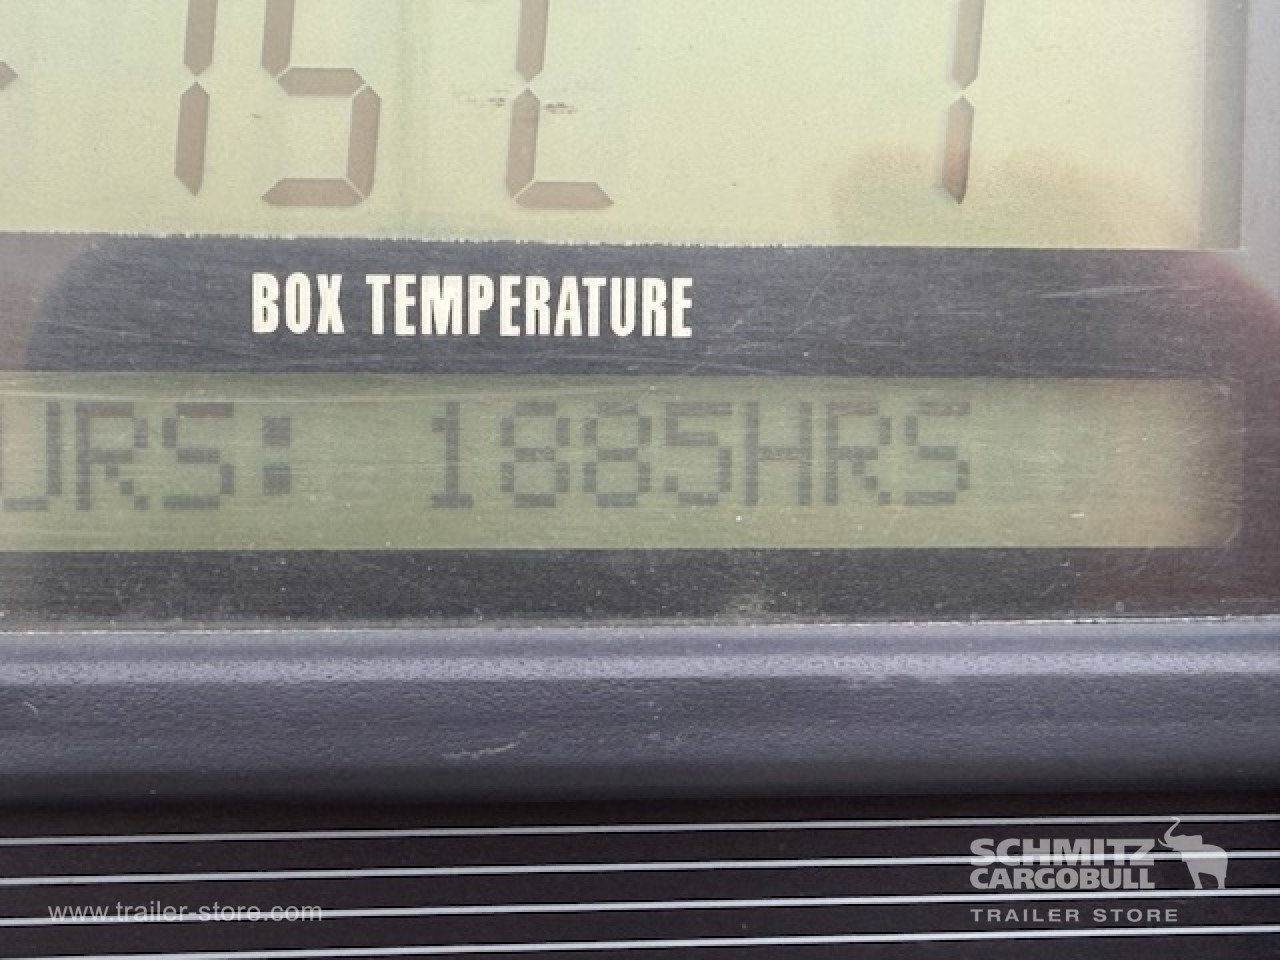 BOX TEMPERATURE
URS: 1885HRS
SCHMITZ
CARGOBULL
TRAILER STORE
www.trailer-store.com